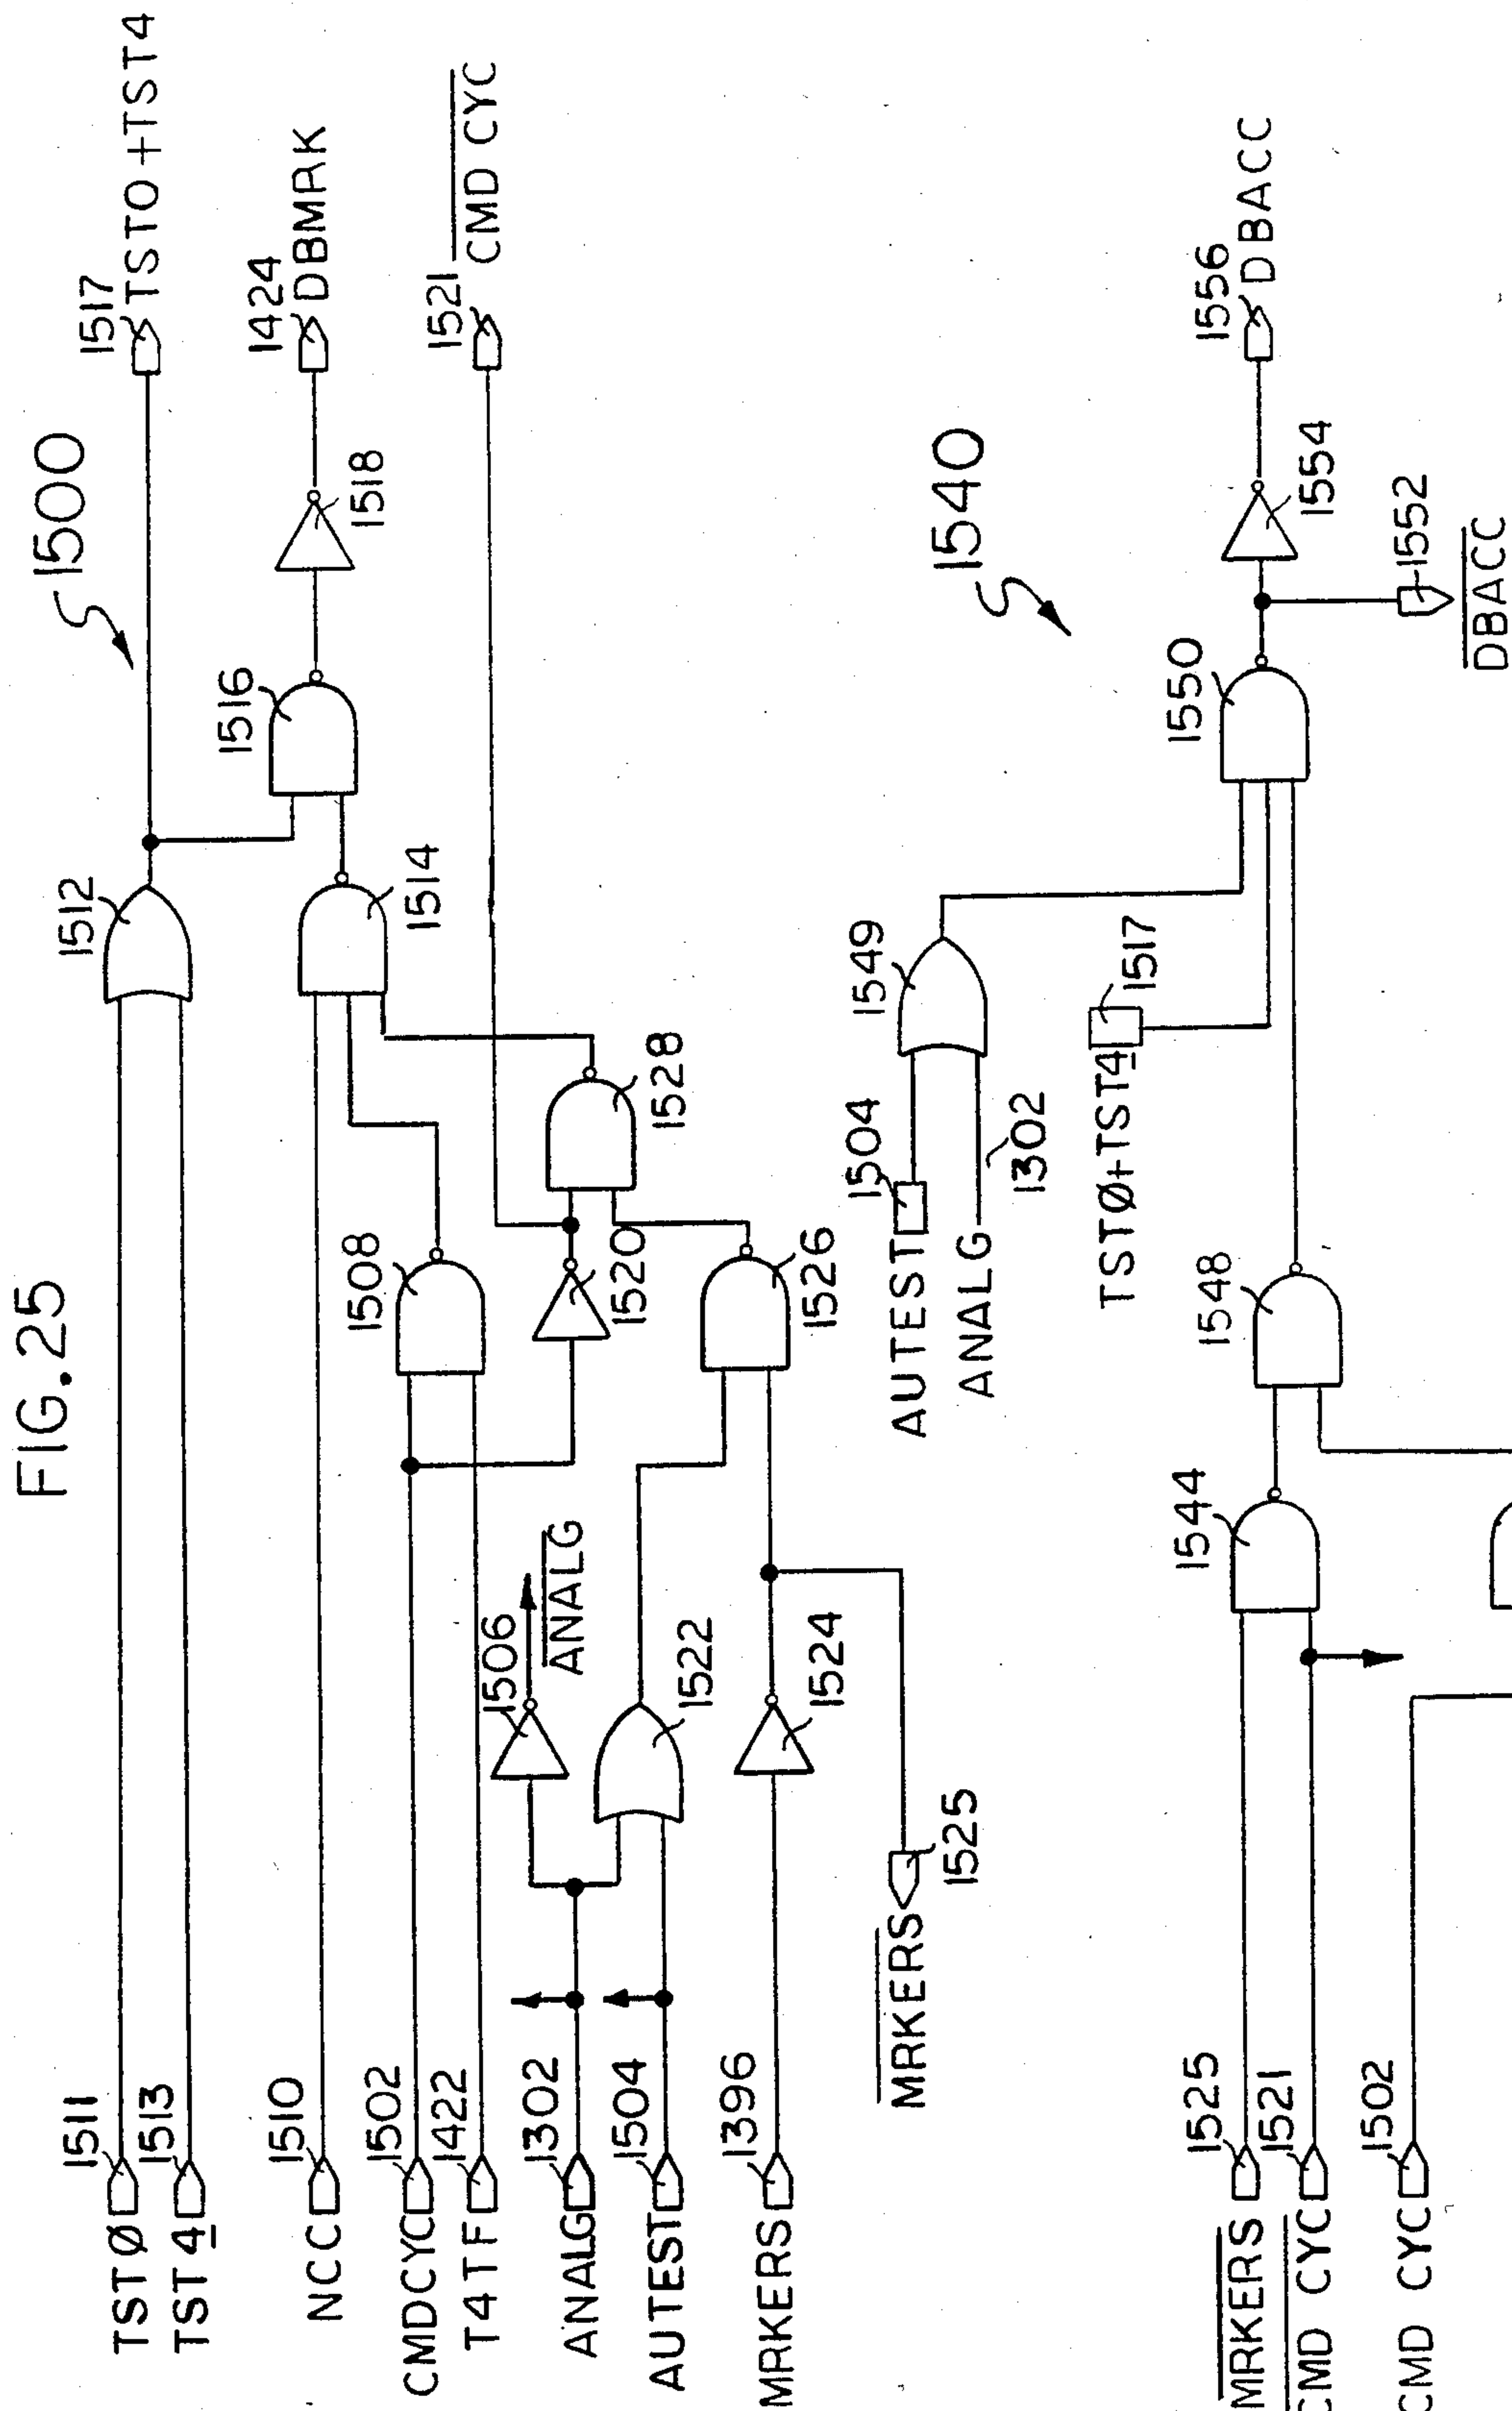 FIG.25
1500
TSTØ
1511
1512
1517
TSTO+TST4
TST4
1513
1516
1518
1424
DBMRK
NCC
1510
1514
1521
CMD CYC
CMDCYC
1502
1508
T4TF
1422
1506
ANALG
1520
1528
ANALG
1302
1522
AUTEST
1504
1526
MRKERS
1396
1524
MRKERS
1525
1540
1504
1549
AUTEST
ANALG
1302
TSTØ+TST4
1517
MRKERS
1525
1544
1548
1550
1554
1556
DBACC
CMD CYC
1521
1552
DBACC
CMD CYC
1502